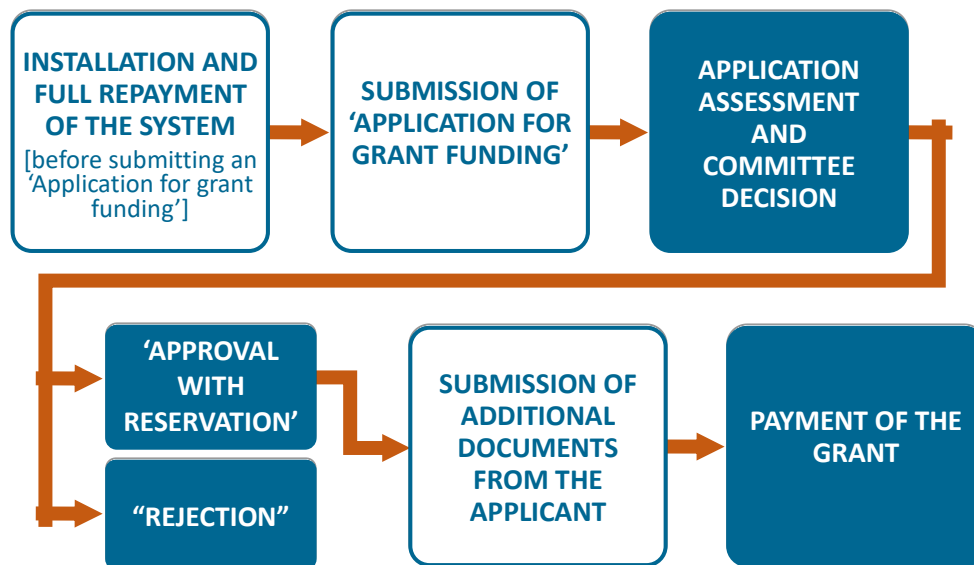 INSTALLATION AND
FULL REPAYMENT
OF THE SYSTEM
[before submitting an
‘Application for grant
funding’]
SUBMISSION OF
‘APPLICATION FOR
GRANT FUNDING’
APPLICATION
ASSESSMENT
AND
COMMITTEE
DECISION
‘APPROVAL
WITH
RESERVATION’
“REJECTION”
SUBMISSION OF
ADDITIONAL
DOCUMENTS
FROM THE
APPLICANT
PAYMENT OF THE
GRANT